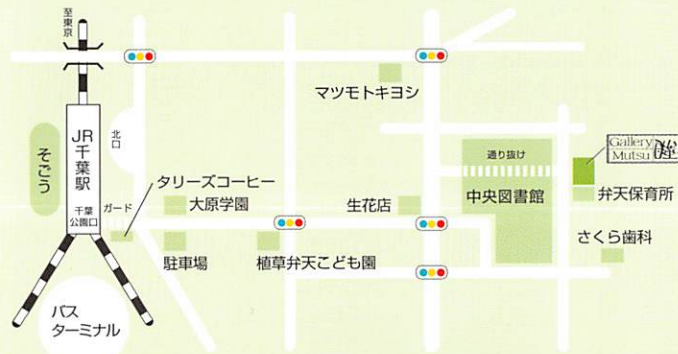 至東京
マツモトキヨシ
そごう
JR
千葉駅
北口
千葉
公園口
ガード
タリーズコーヒー
大原学園
駐車場
植草弁天こども園
生花店
通り抜け
中央図書館
Gallery
Mutsu
弁天保育所
さくら歯科
バス
ターミナル